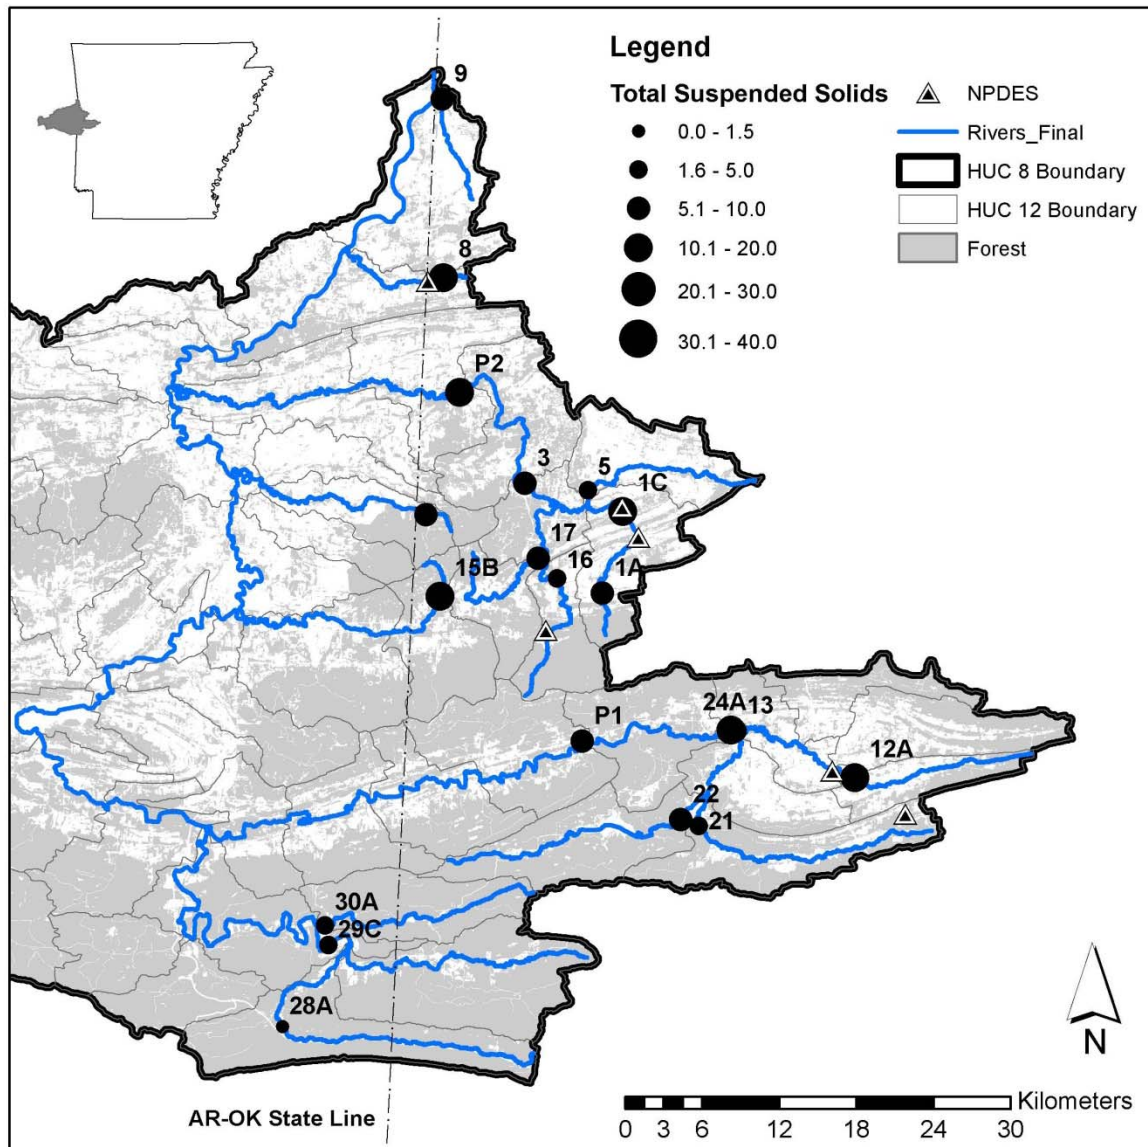 Legend
Total Suspended Solids
0.0 - 1.5
1.6 - 5.0
5.1 - 10.0
10.1 - 20.0
20.1 - 30.0
30.1 - 40.0
NPDES
Rivers_Final
HUC 8 Boundary
HUC 12 Boundary
Forest
9
8
P2
3
5
1C
17
16
1A
15B
P1
24A
13
12A
22
21
30A
29C
28A
N
AR-OK State Line
Kilometers
0 3 6 12 18 24 30